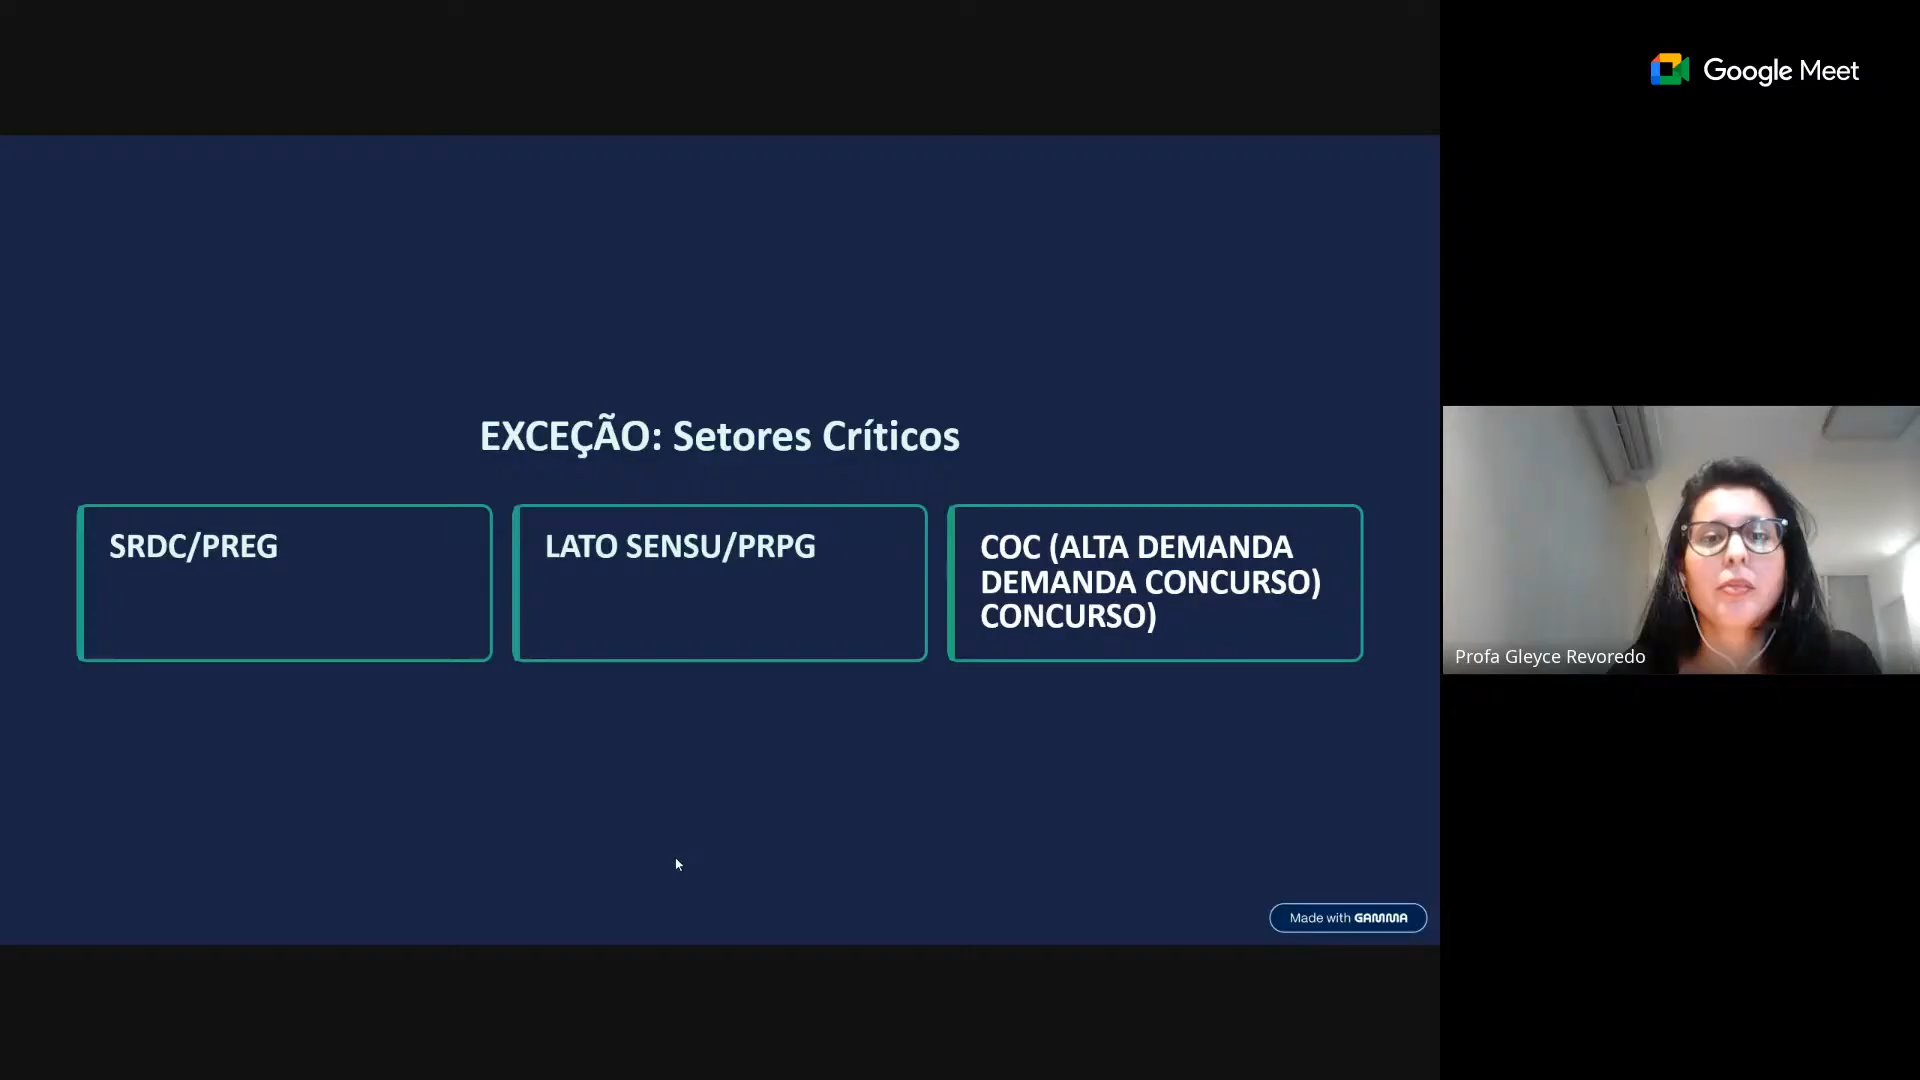 Google Meet
EXCEÇÃO: Setores Críticos
SRDC/PREG
LATO SENSU/PRPG
COC (ALTA DEMANDA
DEMANDA CONCURSO)
CONCURSO)
Profa Gleyce Revoredo
Made with GAMMA